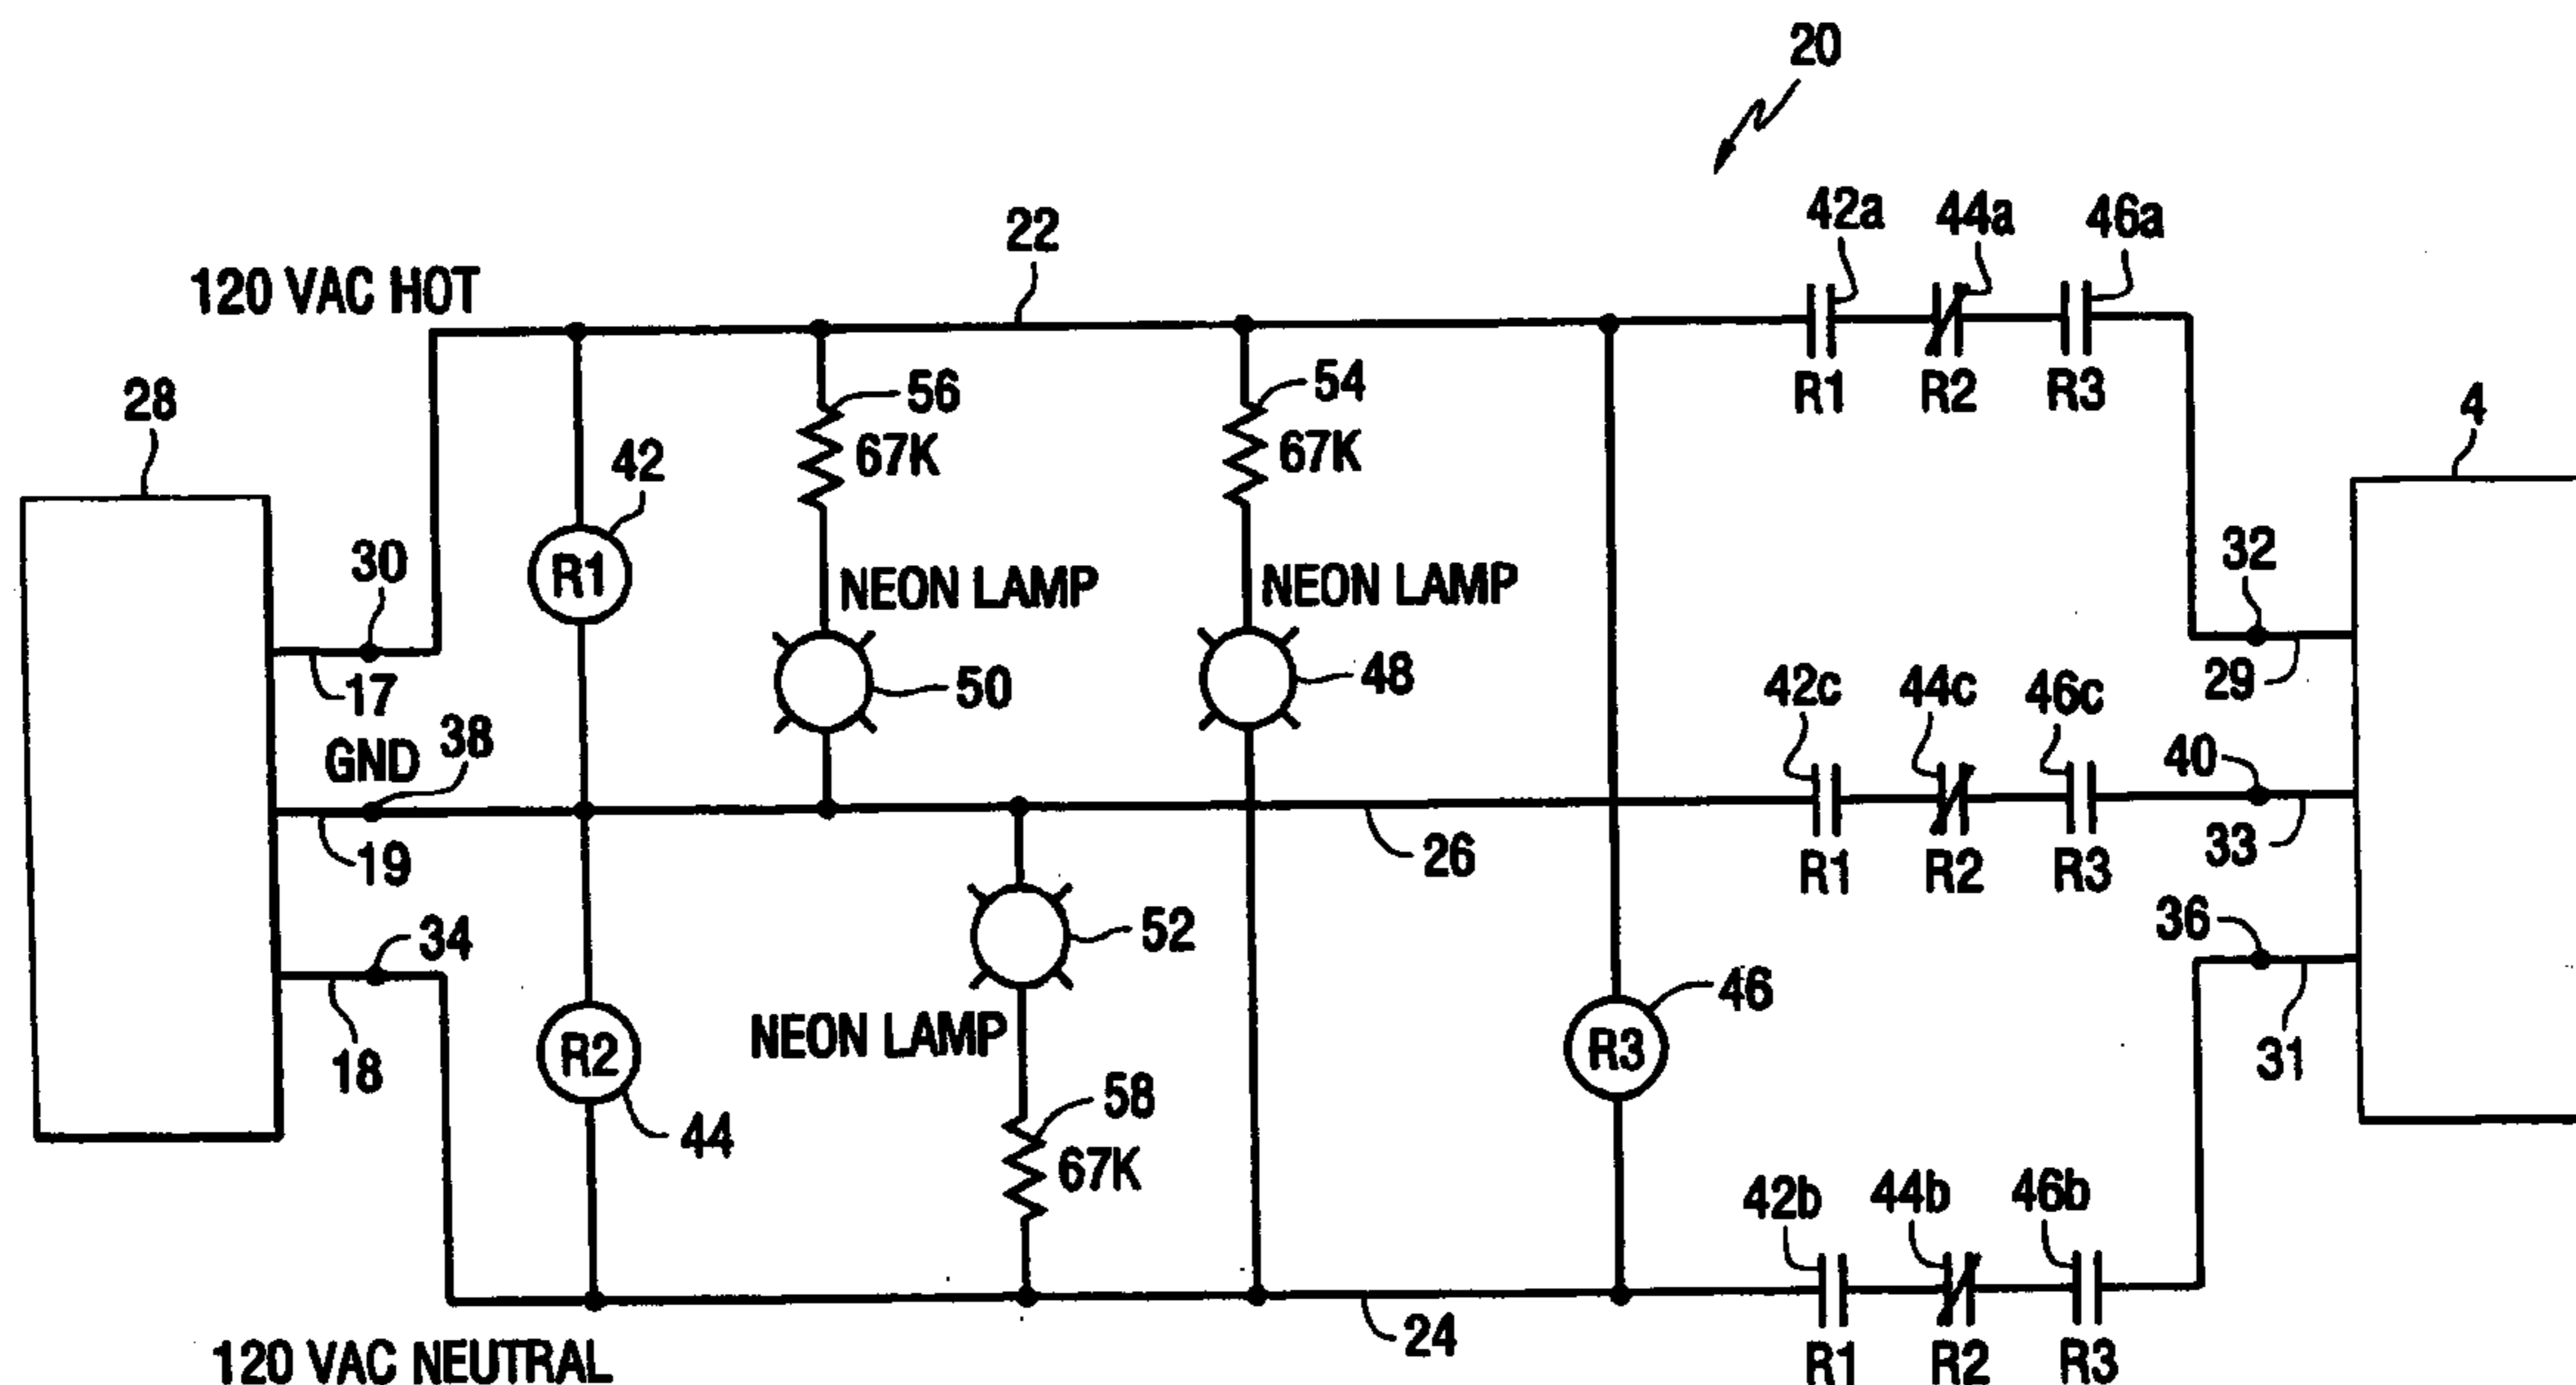 20
22
42a 44a 46a
120 VAC HOT
28
56
67K
54
67K
R1 R2 R3
4
42
30
R1
NEON LAMP
NEON LAMP
32
17
50
48
42c 44c 46c
29
GND 38
40
19
26
R1 R2 R3
33
34
52
36
18
R2
NEON LAMP
46
R3
31
44
58
67K
42b 44b 46b
24
120 VAC NEUTRAL
R1 R2 R3